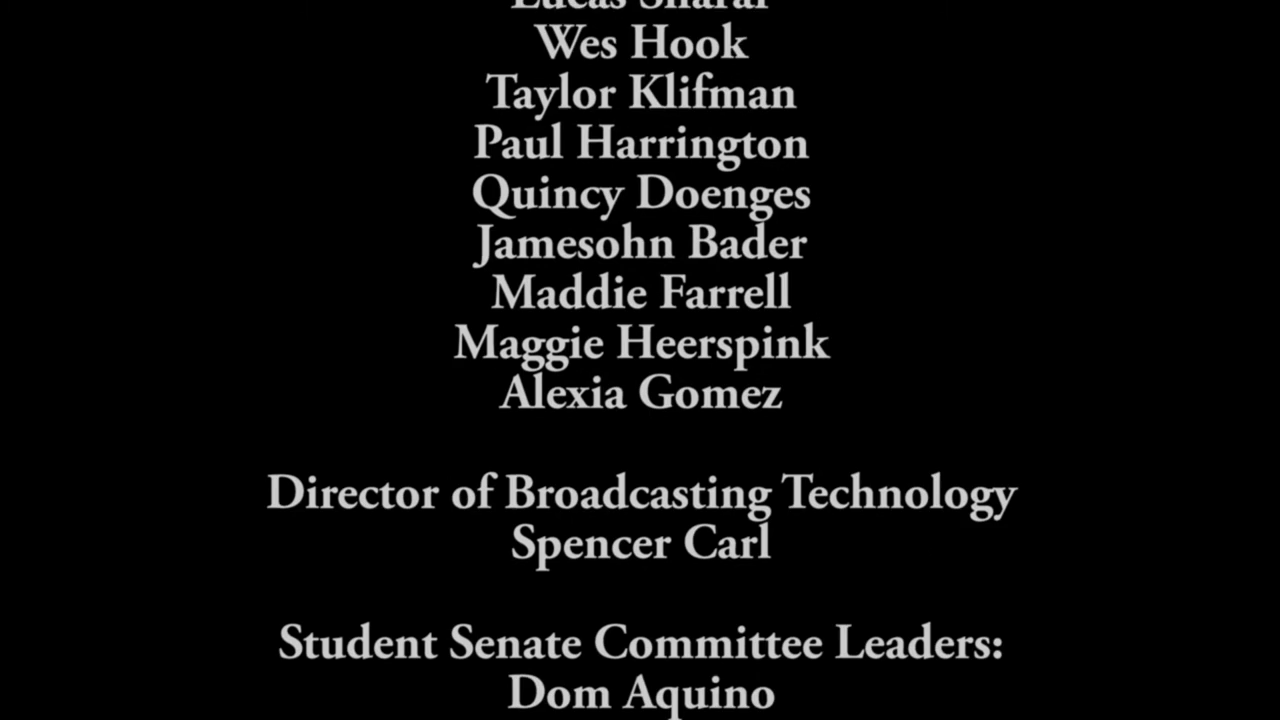 Lucas
Wes Hook
Taylor Klifman
Paul Harrington
Quincy Doenges
Jamesohn Bader
Maddie Farrell
Maggie Heerspink
Alexia Gomez
Director of Broadcasting Technology
Spencer Carl
Student Senate Committee Leaders:
Dom Aquino